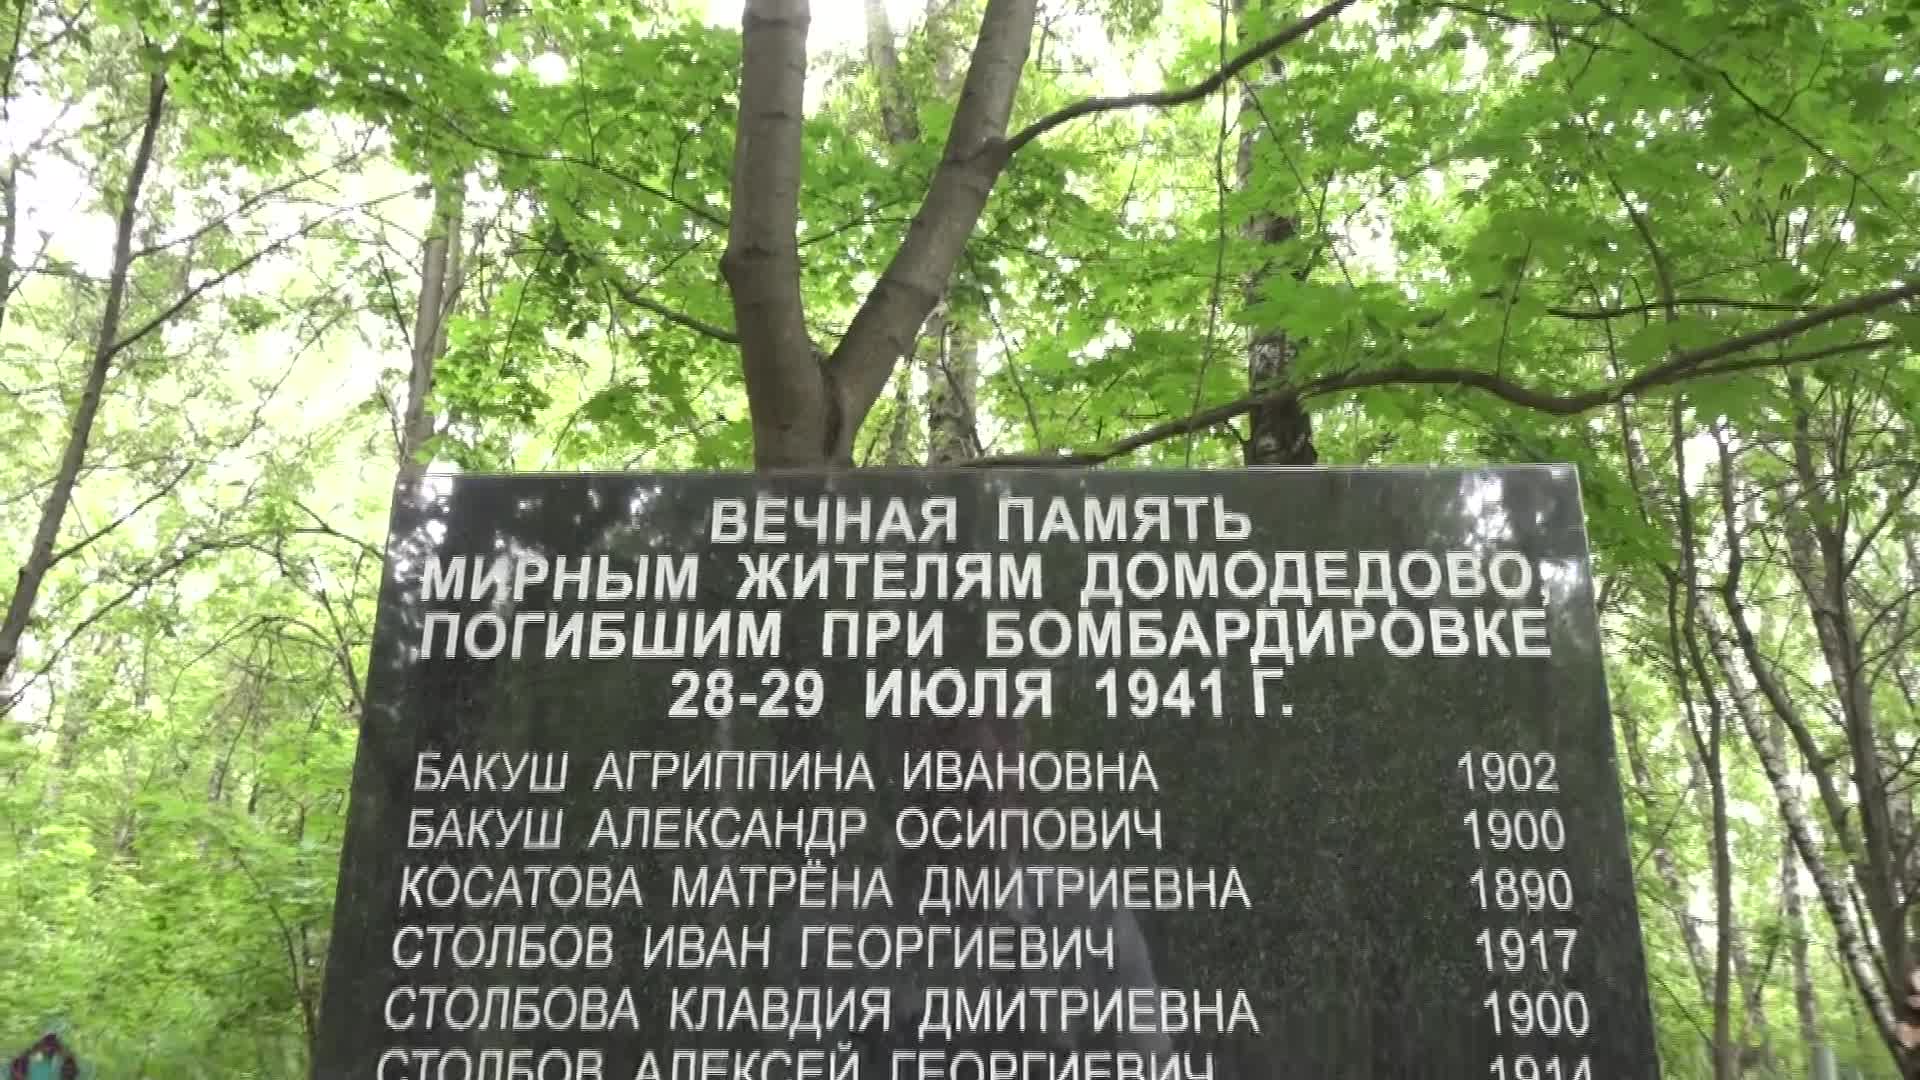 ВЕЧНАЯ ПАМЯТЬ
МИРНЫМ ЖИТЕЛЯМ ДОМОДЕДОВО,
ПОГИБШИМ ПРИ БОМБАРДИРОВКЕ
28-29 ИЮЛЯ 1941 Г.
БАКУШ АГРИППИНА ИВАНОВНА 1902
БАКУШ АЛЕКСАНДР ОСИПОВИЧ 1900
КОСАТОВА МАТРЁНА ДМИТРИЕВНА 1890
СТОЛБОВ ИВАН ГЕОРГИЕВИЧ 1917
СТОЛБОВА КЛАВДИЯ ДМИТРИЕВНА 1900
СТОЛБОВ АЛЕКСЕЙ ГЕОРГИЕВИЧ 1914